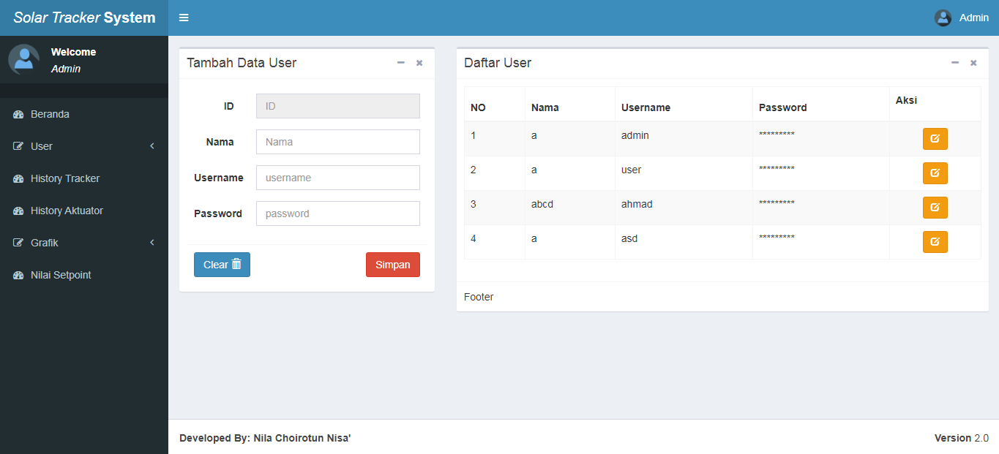 Solar Tracker System
Admin
Welcome
Admin
Beranda
User
History Tracker
History Aktuator
Grafik
Nilai Setpoint
Tambah Data User
ID ID
Nama Nama
Username username
Password password
Clear Simpan
Daftar User
NO Nama Username Password Aksi
1 a admin *********
2 a user *********
3 abcd ahmad *********
4 a asd *********
Footer
Developed By: Nila Choirotun Nisa'
Version 2.0